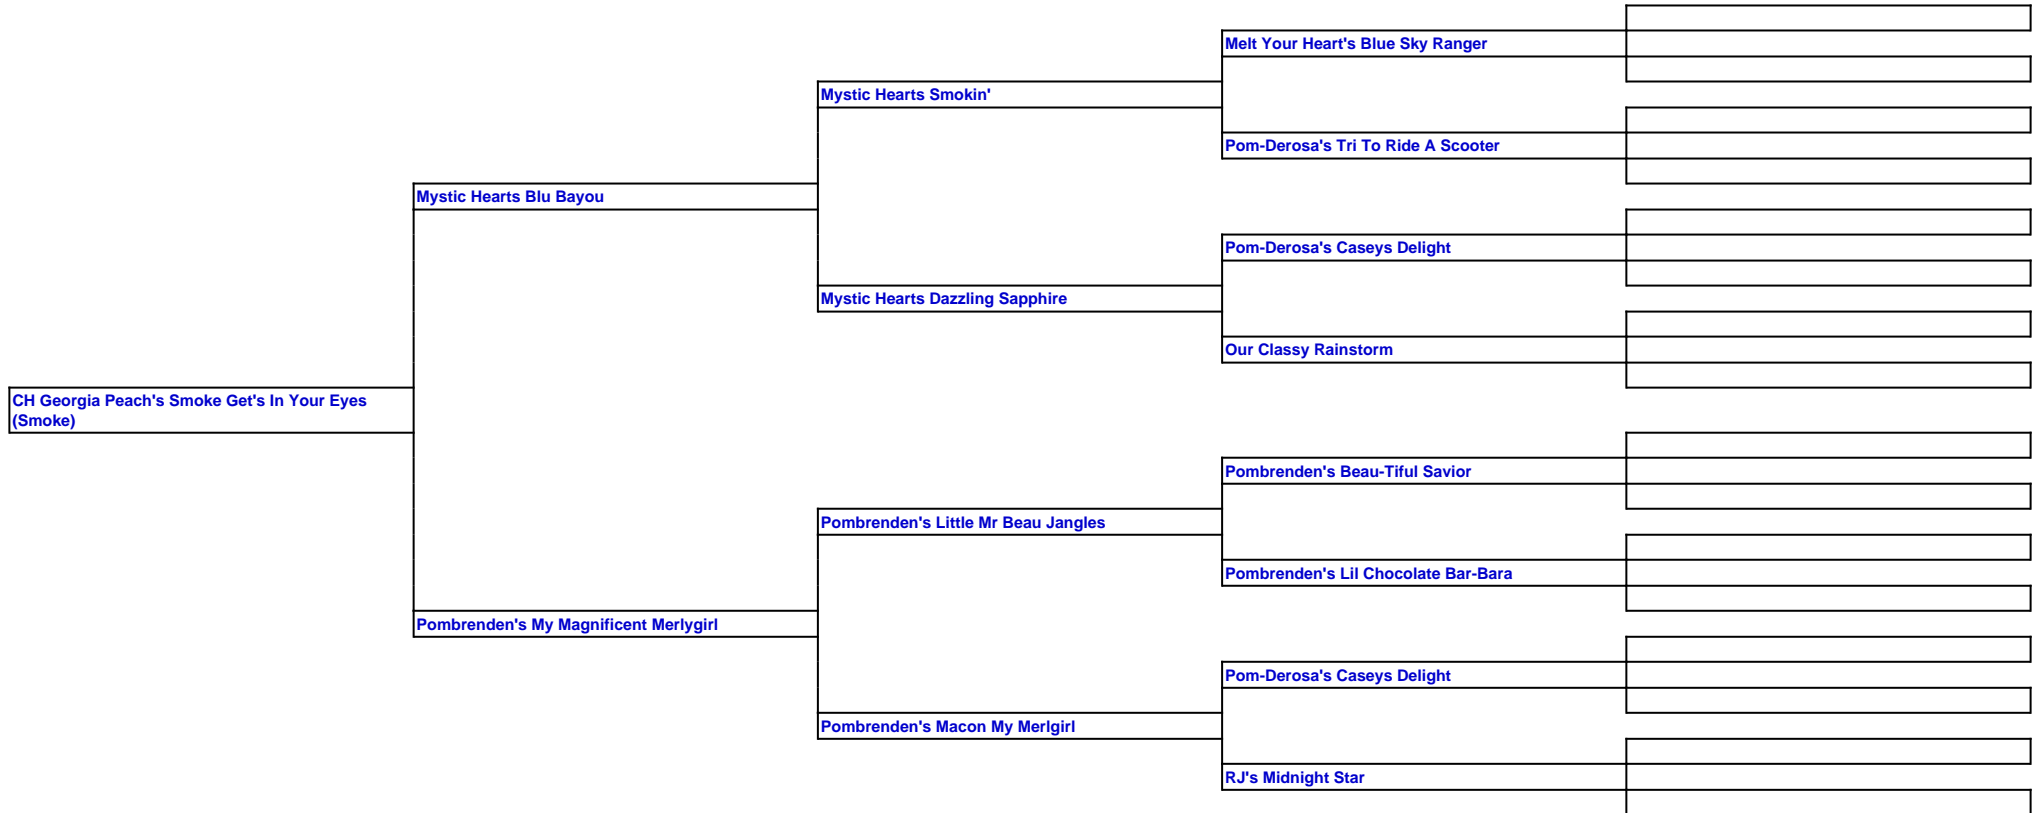 Melt Your Heart's Blue Sky Ranger
Mystic Hearts Smokin'
Pom-Derosa's Tri To Ride A Scooter
Mystic Hearts Blu Bayou
Pom-Derosa's Caseys Delight
Mystic Hearts Dazzling Sapphire
Our Classy Rainstorm
CH Georgia Peach's Smoke Get's In Your Eyes
(Smoke)
Pombrenden's Beau-Tiful Savior
Pombrenden's Little Mr Beau Jangles
Pombrenden's Lil Chocolate Bar-Bara
Pombrenden's My Magnificent Merlygirl
Pom-Derosa's Caseys Delight
Pombrenden's Macon My Merlgirl
RJ's Midnight Star